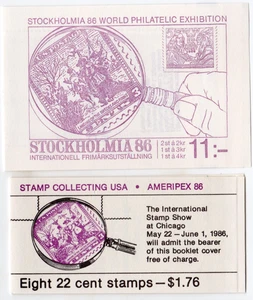 STOCKHOLMIA 86 WORLD PHILATELIC EXHIBITION
3
STOCKHOLMIA 86
INTERNATIONELL FRIMÄRKSUTSTÄLLNING
2 st á 2 kr
1 st á 3 kr
1 st á 4 kr
11:-
STAMP COLLECTING USA • AMERIPEX 86
The International
Stamp Show
at Chicago
May 22 – June 1, 1986,
will admit the bearer
of this booklet cover
free of charge.
Eight 22 cent stamps—$1.76